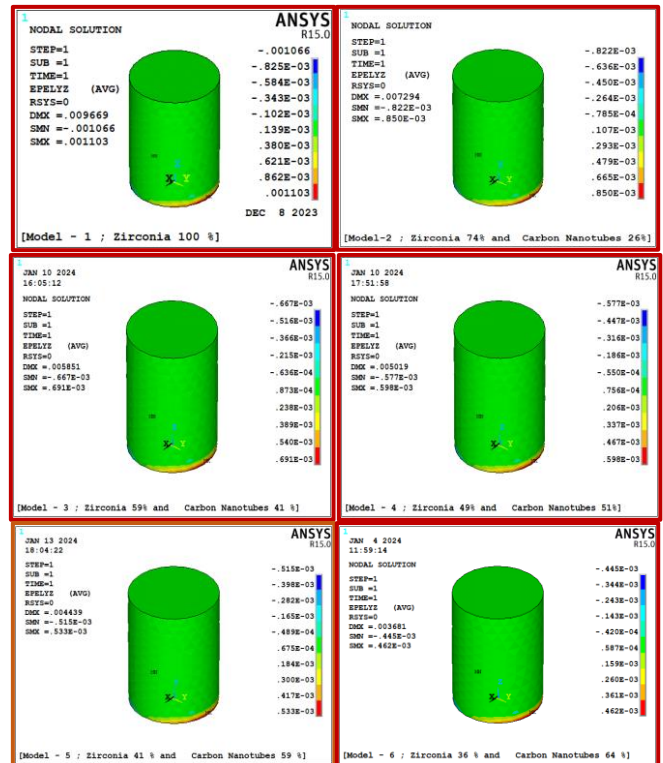 1
ANSYS
R15.0
NODAL SOLUTION
STEP=1
SUB =1
TIME=1
EPELYZ (AVG)
RSYS=0
DMX =.009669
SMN =-.001066
SMX =.001103
-.001066
-.825E-03
-.584E-03
-.343E-03
-.102E-03
.139E-03
.380E-03
.621E-03
.862E-03
.001103
X Y
DEC 8 2023
[Model - 1 ; Zirconia 100 %]
1
NODAL SOLUTION
STEP=1
SUB =1
TIME=1
EPELYZ (AVG)
RSYS=0
DMX =.007294
SMN =-.822E-03
SMX =.850E-03
-.822E-03
-.636E-03
-.450E-03
-.264E-03
-.785E-04
.107E-03
.293E-03
.479E-03
.665E-03
.850E-03
X Y
[Model-2 ; Zirconia 74% and Carbon Nanotubes 26%]
1
ANSYS
R15.0
JAN 10 2024
16:05:12
NODAL SOLUTION
STEP=1
SUB =1
TIME=1
EPELYZ (AVG)
RSYS=0
DMX =.005851
SMN =-.667E-03
SMX =.691E-03
-.667E-03
-.516E-03
-.366E-03
-.215E-03
-.636E-04
.873E-04
.238E-03
.389E-03
.540E-03
.691E-03
X Y
[Model - 3 ; Zirconia 59% and Carbon Nanotubes 41 %]
1
ANSYS
R15.0
JAN 10 2024
17:51:58
NODAL SOLUTION
STEP=1
SUB =1
TIME=1
EPELYZ (AVG)
RSYS=0
DMX =.005019
SMN =-.577E-03
SMX =.598E-03
-.577E-03
-.447E-03
-.316E-03
-.186E-03
-.550E-04
.756E-04
.206E-03
.337E-03
.467E-03
.598E-03
X Y
[Model - 4 ; Zirconia 49% and Carbon Nanotubes 51%]
1
ANSYS
R15.0
JAN 13 2024
18:04:22
STEP=1
SUB =1
TIME=1
EPELYZ (AVG)
RSYS=0
DMX =.004439
SMN =-.515E-03
SMX =.533E-03
-.515E-03
-.398E-03
-.282E-03
-.165E-03
-.489E-04
.675E-04
.184E-03
.300E-03
.417E-03
.533E-03
X Y
[Model - 5 ; Zirconia 41 % and Carbon Nanotubes 59 %]
1
ANSYS
R15.0
JAN 4 2024
11:59:14
NODAL SOLUTION
STEP=1
SUB =1
TIME=1
EPELYZ (AVG)
RSYS=0
DMX =.003681
SMN =-.445E-03
SMX =.462E-03
-.445E-03
-.344E-03
-.243E-03
-.143E-03
-.420E-04
.587E-04
.159E-03
.260E-03
.361E-03
.462E-03
X Y
[Model - 6 ; Zirconia 36 % and Carbon Nanotubes 64 %]